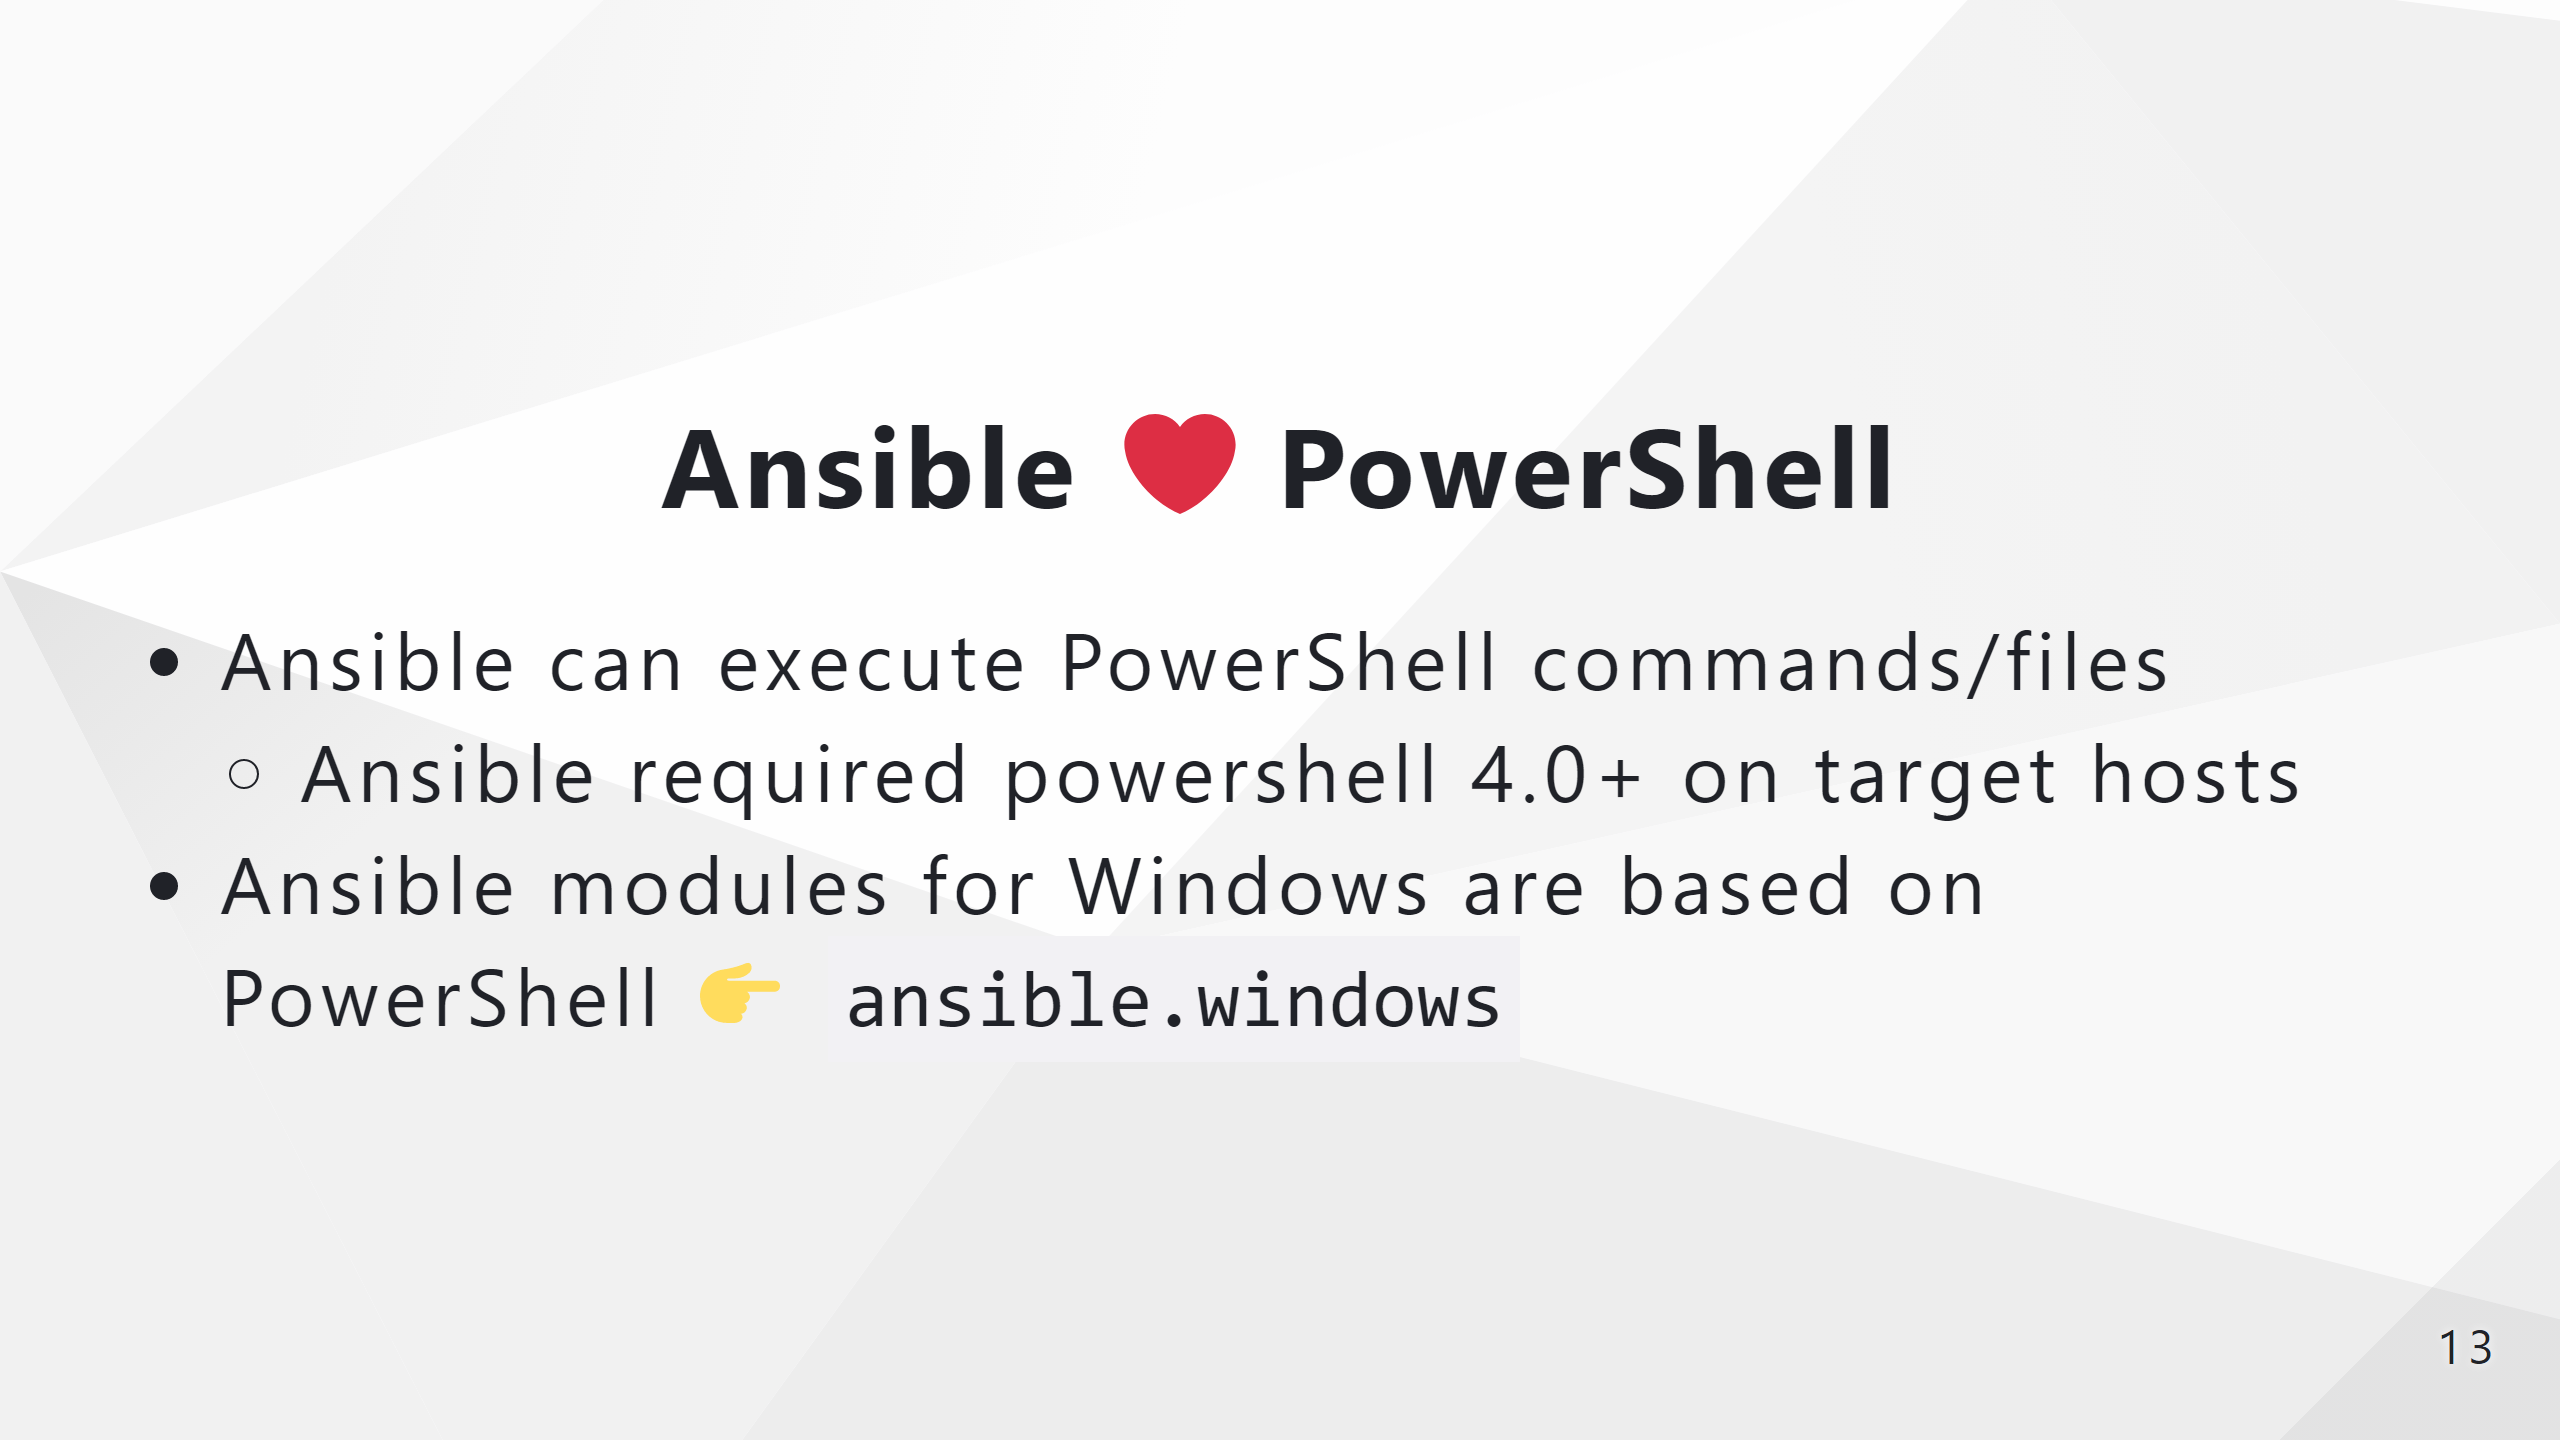 Ansible ❤ PowerShell
• Ansible can execute PowerShell commands/files
○ Ansible required powershell 4.0+ on target hosts
• Ansible modules for Windows are based on
PowerShell 👉 ansible.windows
13